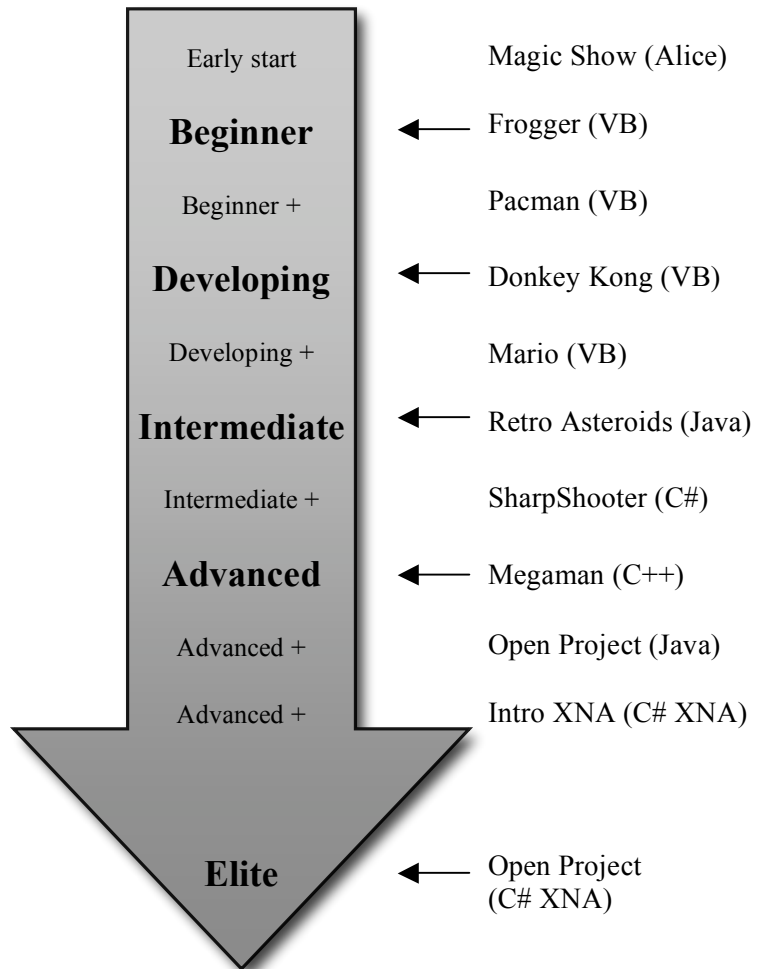 Early start
Magic Show (Alice)
Beginner
Frogger (VB)
Beginner +
Pacman (VB)
Developing
Donkey Kong (VB)
Developing +
Mario (VB)
Intermediate
Retro Asteroids (Java)
Intermediate +
SharpShooter (C#)
Advanced
Megaman (C++)
Advanced +
Open Project (Java)
Advanced +
Intro XNA (C# XNA)
Elite
Open Project
(C# XNA)